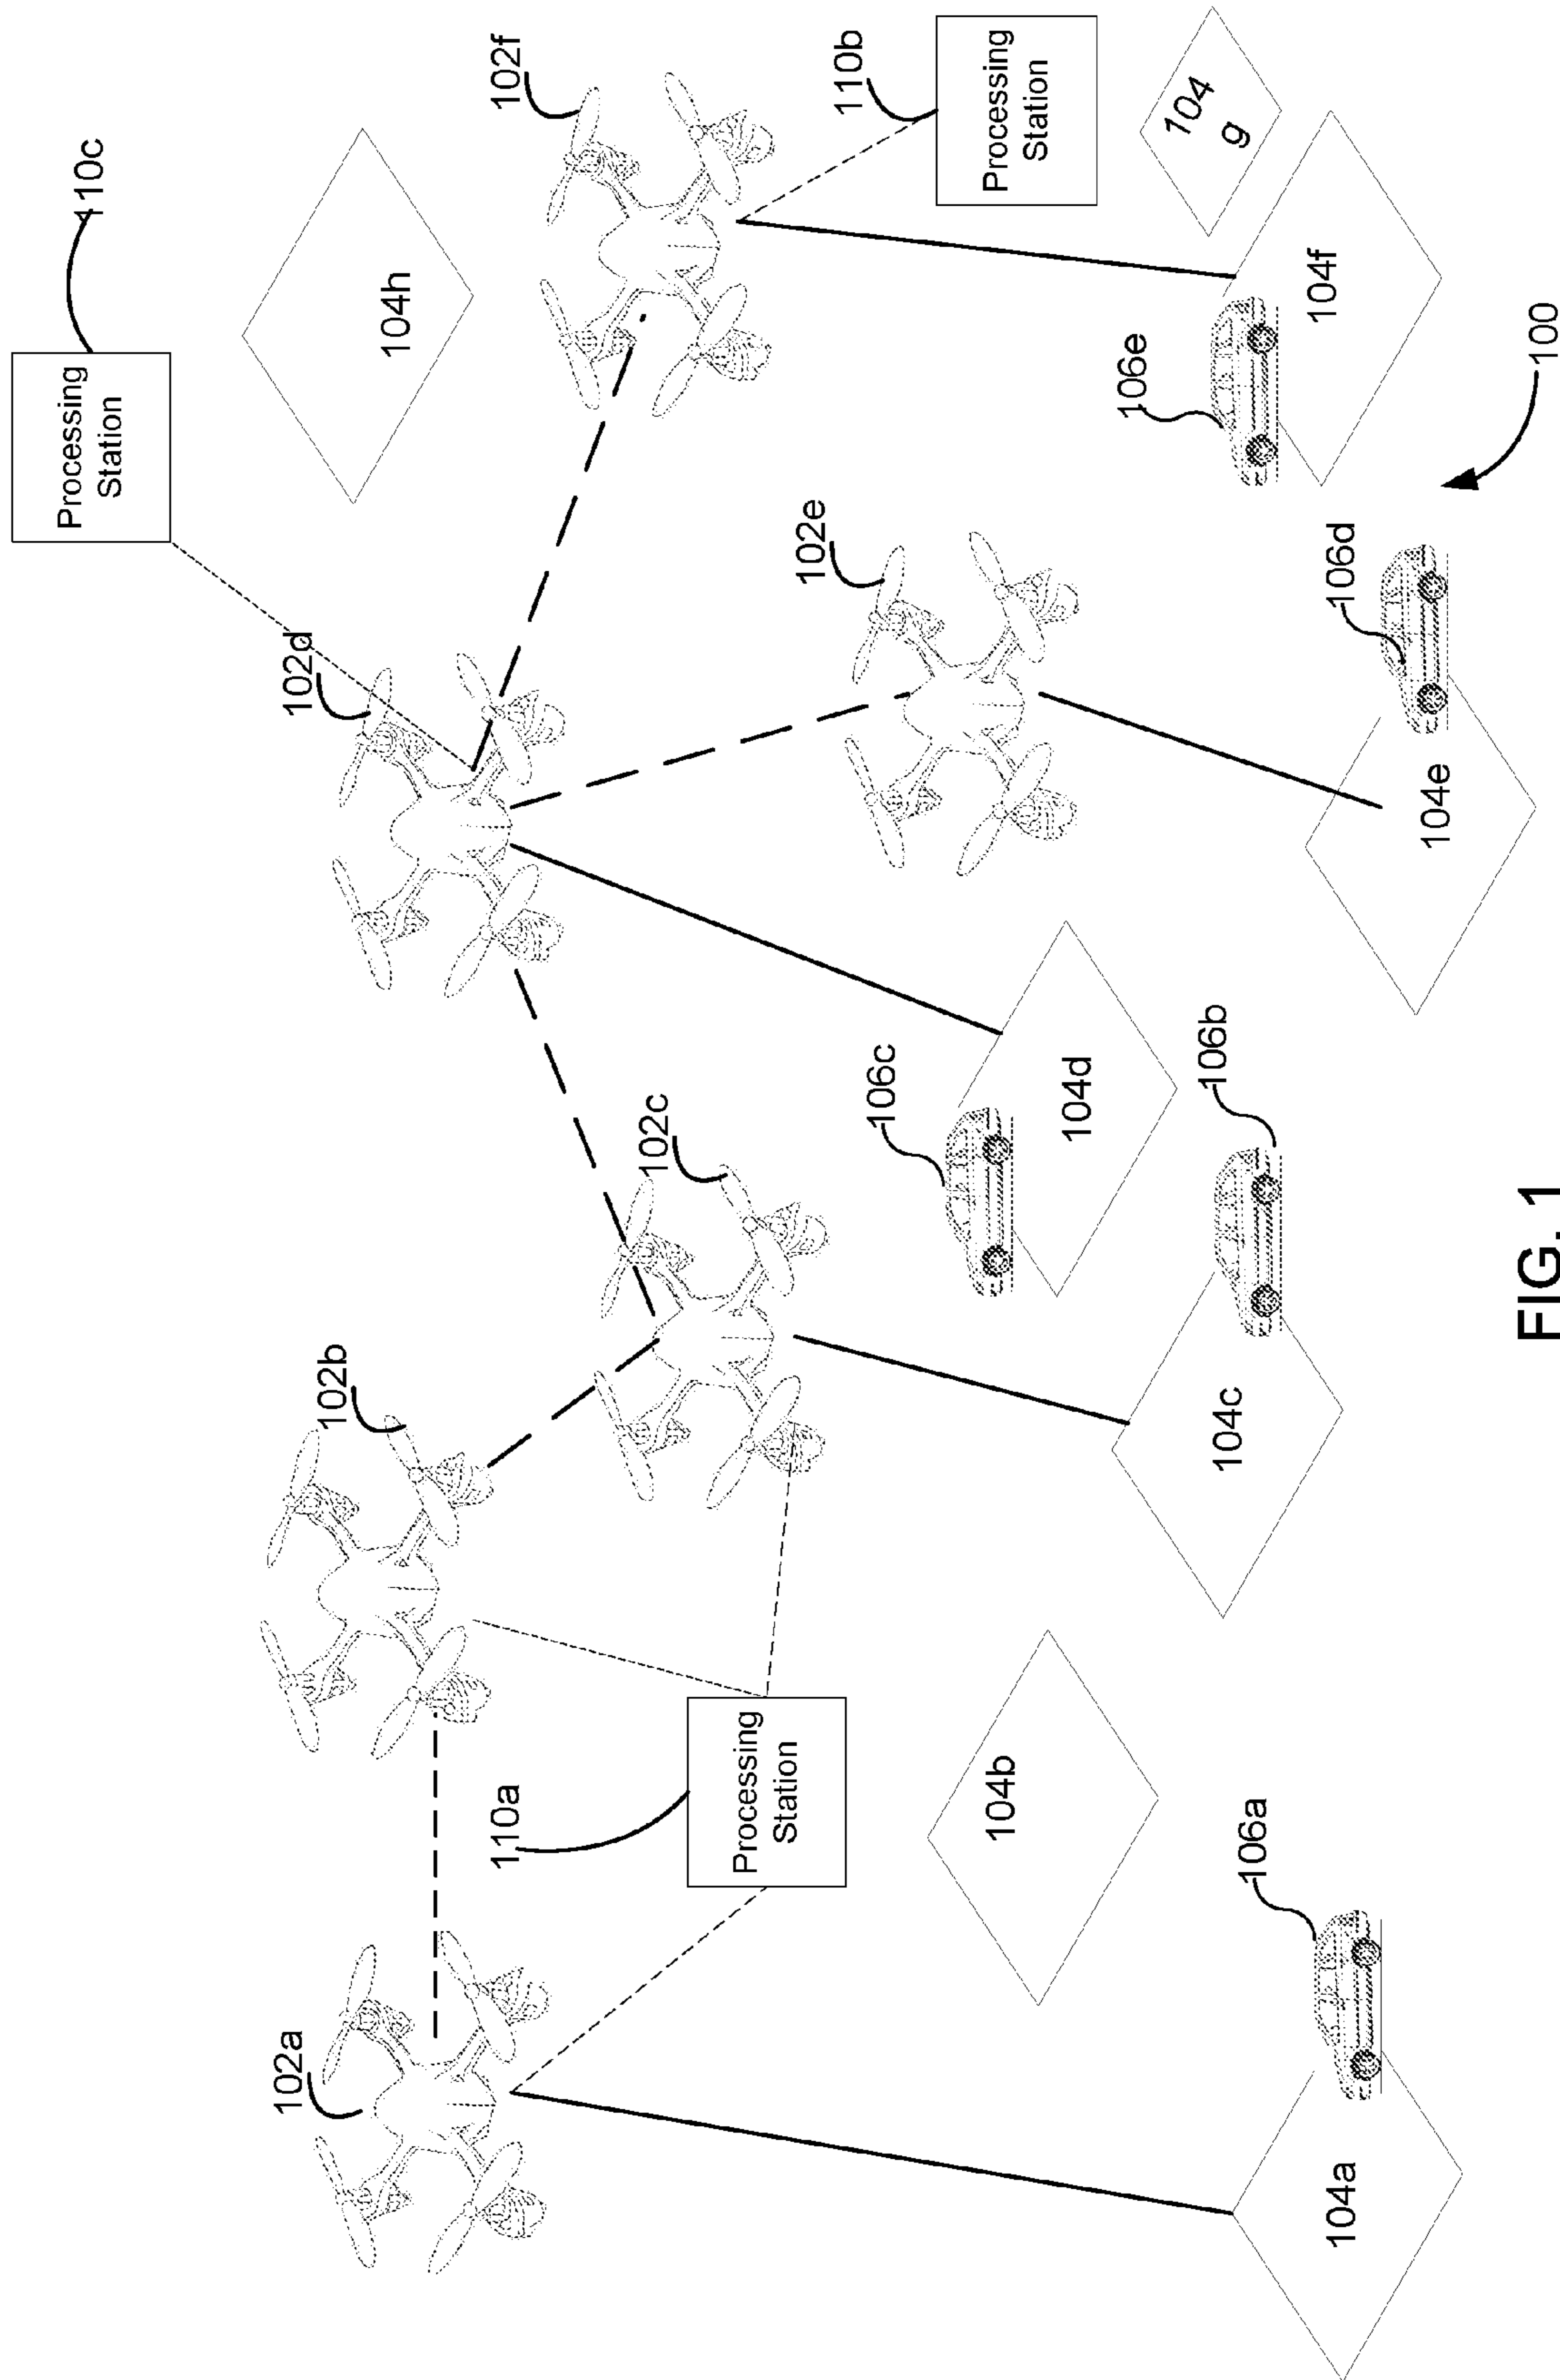 110c
Processing
Station
102f
104h
102d
110b
Processing
Station
102b
102a
102e
102c
104
g
110a
Processing
Station
106e
106c
104f
104d
104b
106b
106d
104c
104e
106a
104a
100
FIG. 1